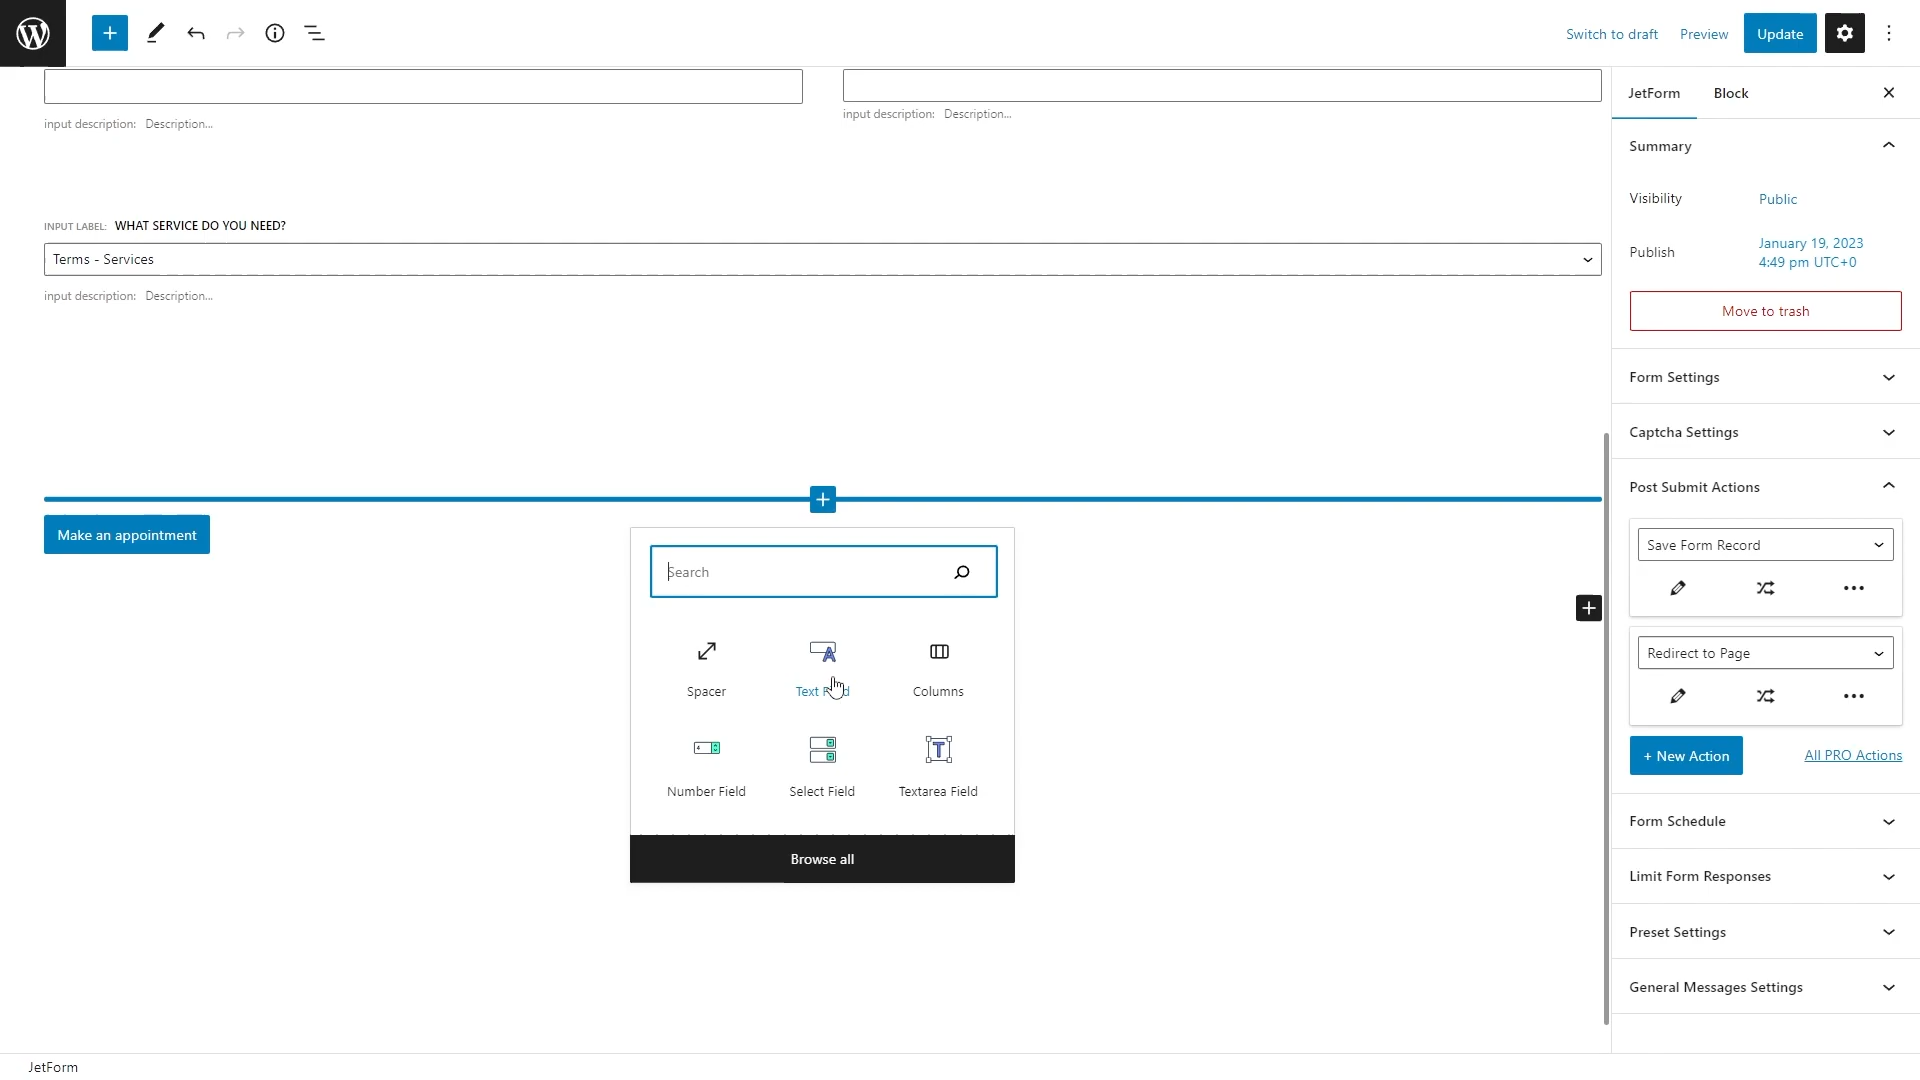 Switch to draft
Preview
Update
input description: Description...
input description: Description...
INPUT LABEL: WHAT SERVICE DO YOU NEED?
Terms - Services
input description: Description...
Make an appointment
Search
Spacer
Text
Columns
Number Field
Select Field
Textarea Field
Browse all
JetForm
Block
Summary
Visibility
Public
Publish
January 19, 2023
4:49 pm UTC+0
Move to trash
Form Settings
Captcha Settings
Post Submit Actions
Save Form Record
Redirect to Page
+ New Action
All PRO Actions
Form Schedule
Limit Form Responses
Preset Settings
General Messages Settings
JetForm